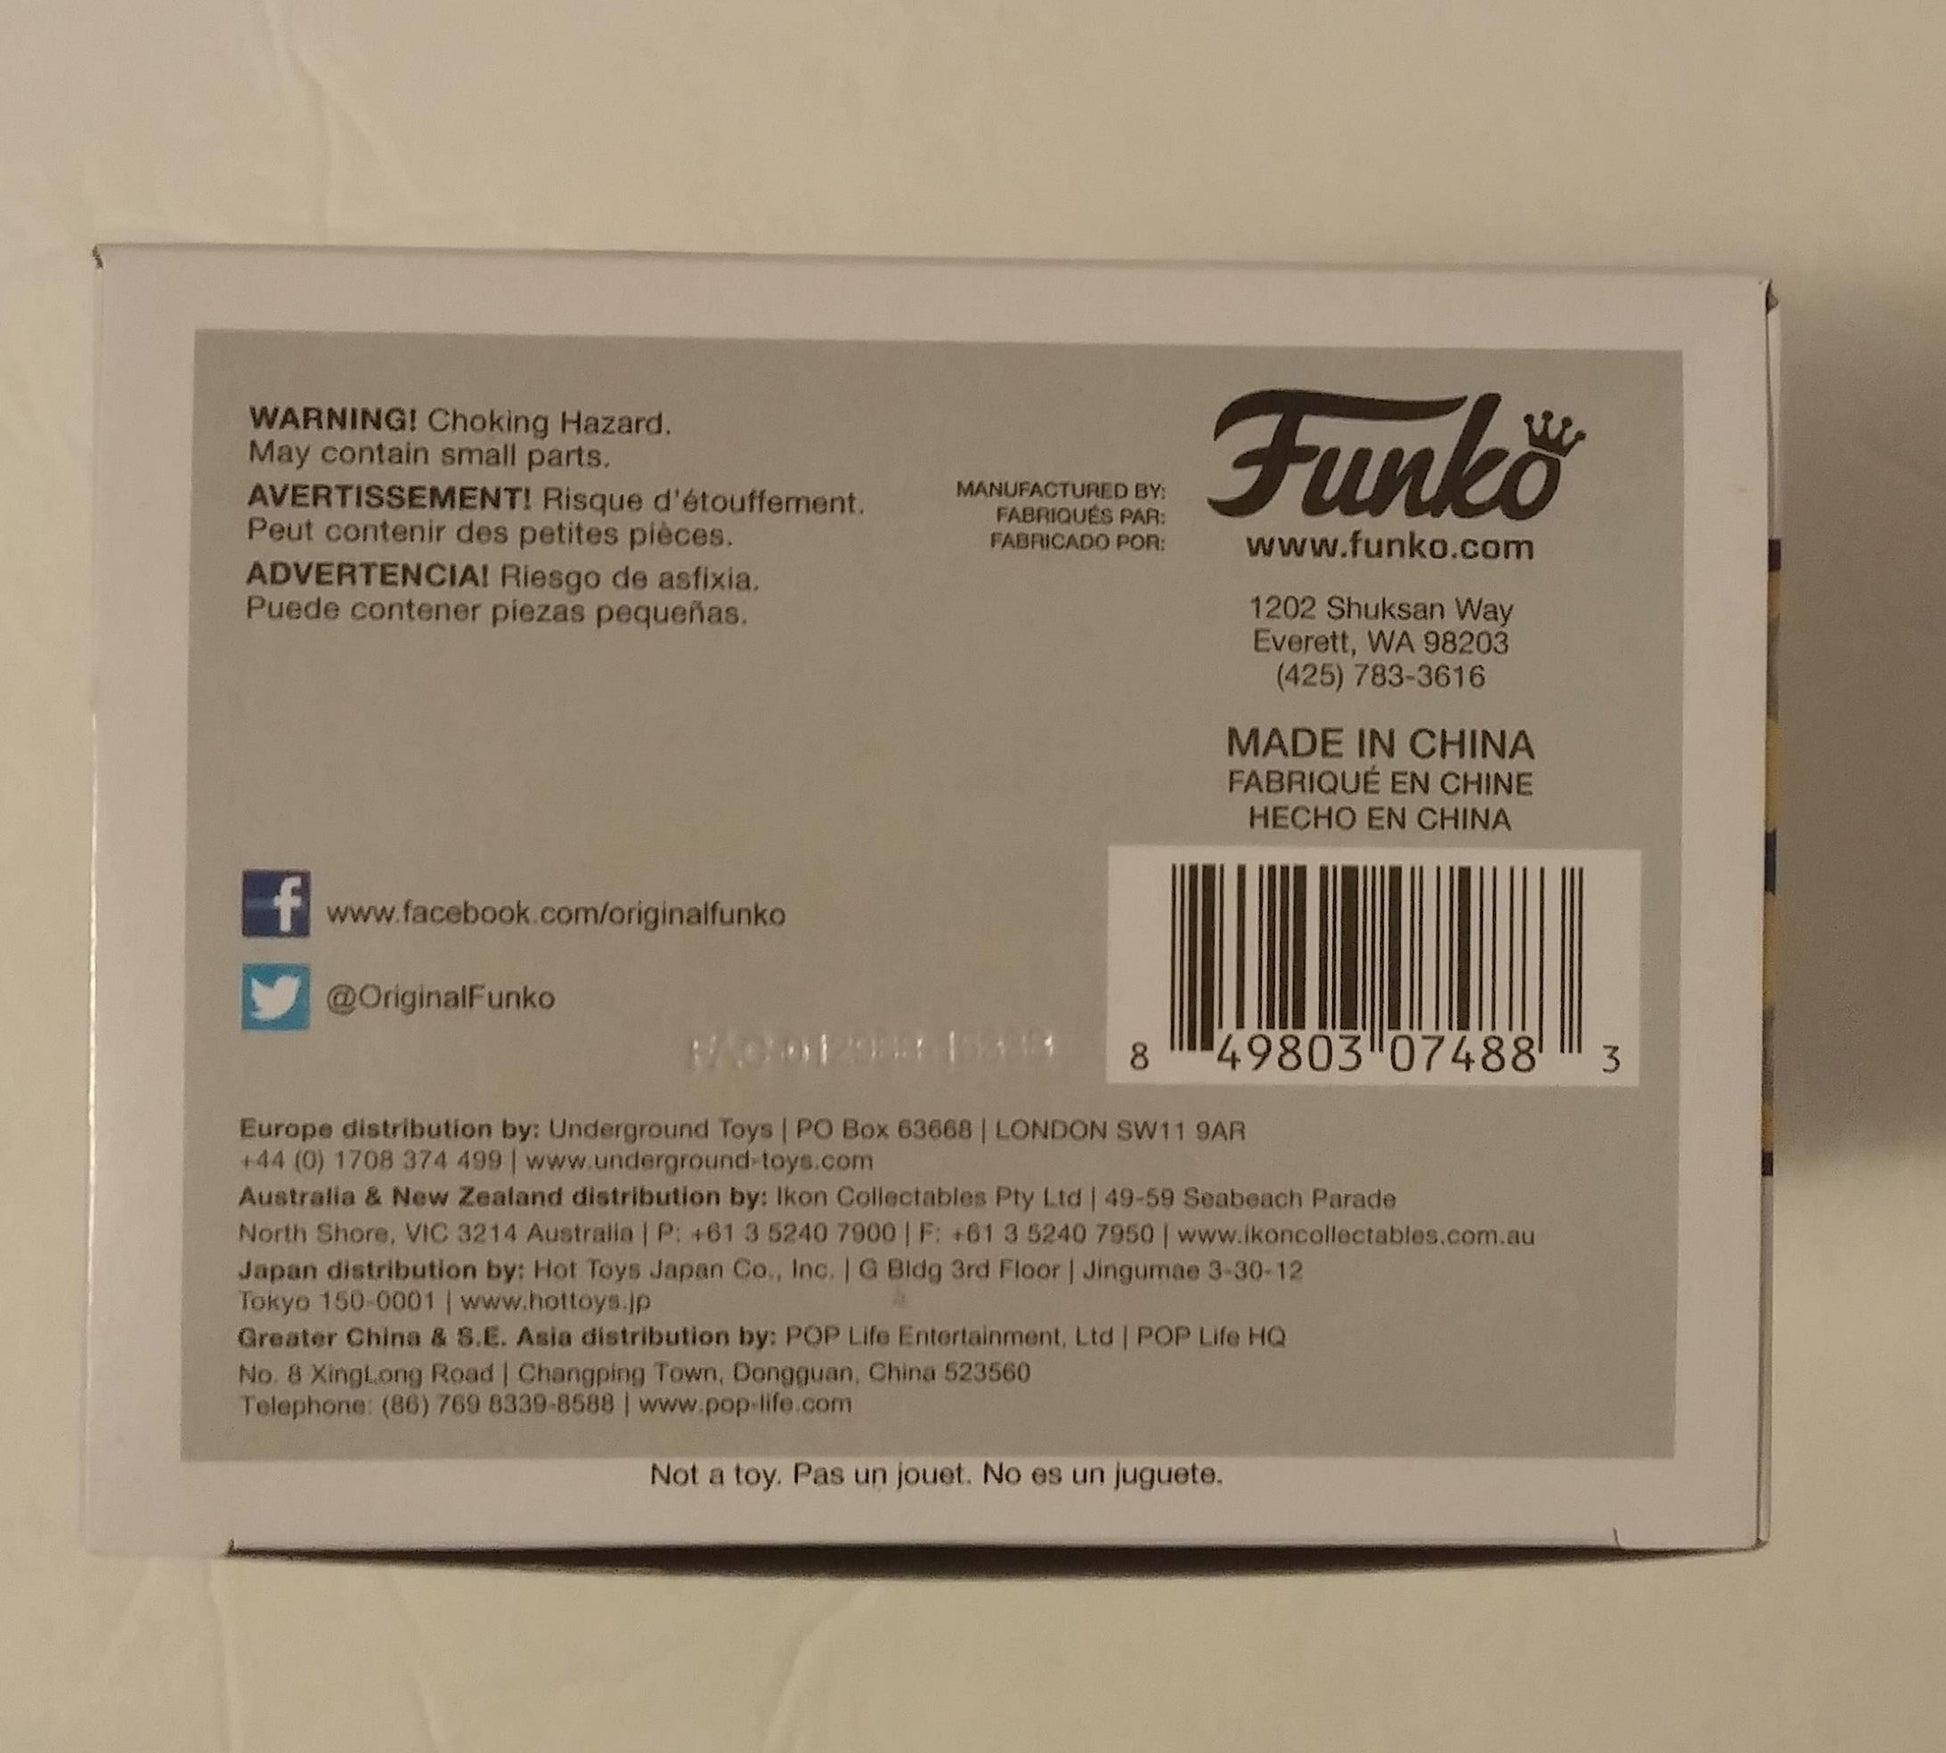 WARNING! Choking Hazard.
May contain small parts.
AVERTISSEMENT! Risque d'étouffement.
Peut contenir des petites pièces.
ADVERTENCIA! Riesgo de asfixia.
Puede contener piezas pequeñas.
MANUFACTURED BY:
FABRIQUÉS PAR:
FABRICADO POR:
Funko
www.funko.com
1202 Shuksan Way
Everett, WA 98203
(425) 783-3616
MADE IN CHINA
FABRIQUÉ EN CHINE
HECHO EN CHINA
f www.facebook.com/originalfunko
@OriginalFunko
8 49803 07488 3
Europe distribution by: Underground Toys | PO Box 63668 | LONDON SW11 9AR
+44 (0) 1708 374 499 | www.underground-toys.com
Australia & New Zealand distribution by: Ikon Collectables Pty Ltd | 49-59 Seabeach Parade
North Shore, VIC 3214 Australia | P: +61 3 5240 7900 | F: +61 3 5240 7950 | www.ikoncollectables.com.au
Japan distribution by: Hot Toys Japan Co., Inc. | G Bldg 3rd Floor | Jingumae 3-30-12
Tokyo 150-0001 | www.hottoys.jp
Greater China & S.E. Asia distribution by: POP Life Entertainment, Ltd | POP Life HQ
No. 8 XingLong Road | Changping Town, Dongguan, China 523560
Telephone: (86) 769 8339-8588 | www.pop-life.com
Not a toy. Pas un jouet. No es un juguete.